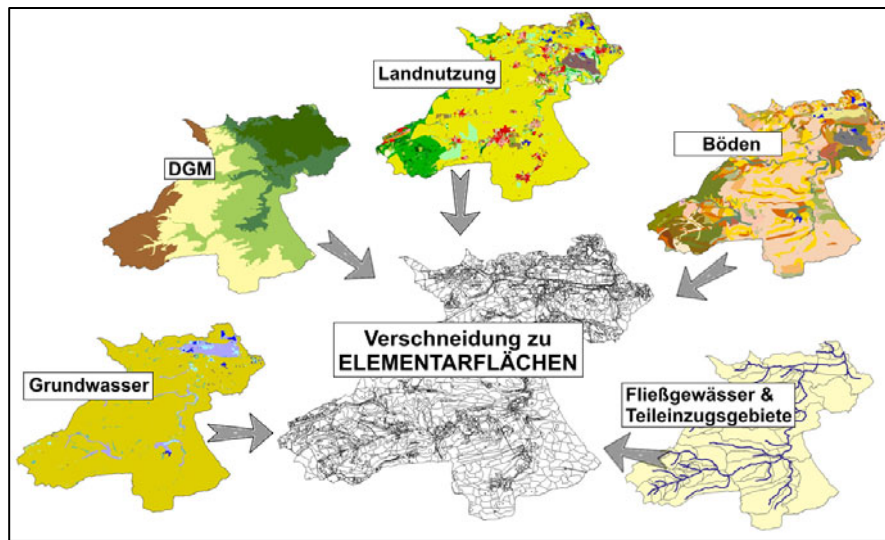 Landnutzung
DGM
Böden
Verschneidung zu
ELEMENTARFLÄCHEN
Grundwasser
Fließgewässer &
Teileinzugsgebiete